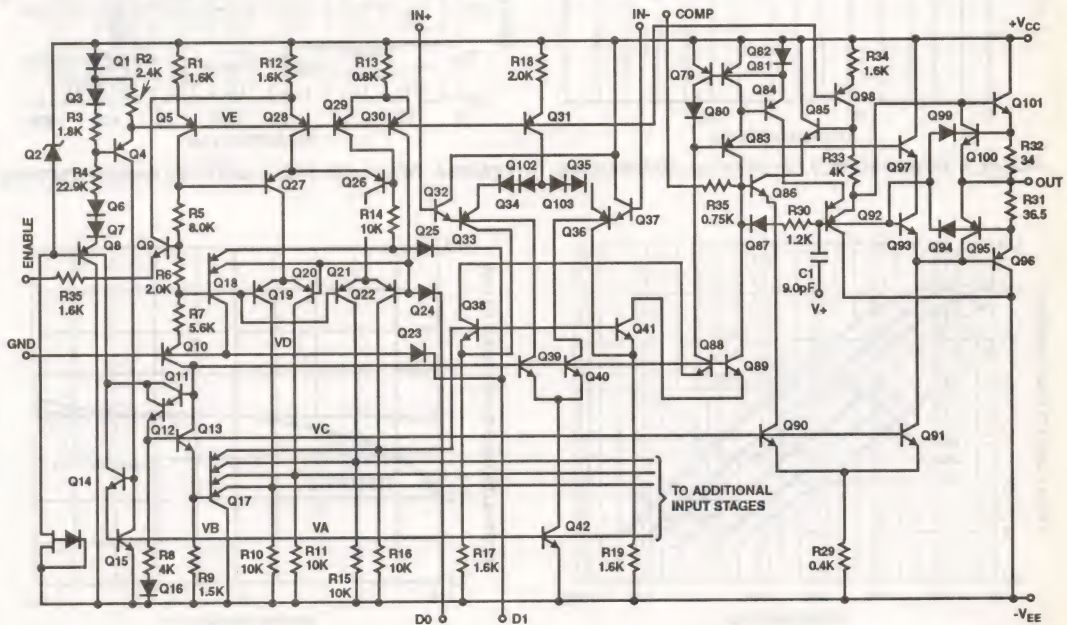 IN+
IN-
COMP
+VCC
Q1
R2
2.4K
R1
1.6K
R12
1.6K
R13
0.8K
R18
2.0K
Q79
Q82
Q81
R34
1.6K
Q3
R3
1.8K
Q5
VE
Q28
Q29
Q30
Q31
Q80
Q84
Q85
Q98
Q101
Q2
Q4
Q83
Q99
Q100
R32
34
R4
22.9K
Q27
Q26
Q102
Q35
Q32
Q34
Q103
R33
4K
Q97
OUT
Q6
Q7
R5
8.0K
R14
10K
Q33
Q36
Q37
R35
0.75K
Q86
R30
1.2K
Q92
R31
36.5
ENABLE
Q8
Q9
Q25
Q87
Q93
Q94
Q95
Q96
R6
2.0K
Q18
Q20
Q21
Q19
Q22
Q24
C1
9.0pF
V+
R35
1.6K
R7
5.6K
Q38
Q41
GND
Q10
VD
Q23
Q39
Q40
Q88
Q89
Q11
Q12
Q13
VC
Q90
Q91
Q14
Q17
TO ADDITIONAL
INPUT STAGES
VB
VA
Q42
Q15
R8
4K
R9
1.5K
R10
10K
R11
10K
R15
10K
R16
10K
R17
1.6K
R19
1.6K
R29
0.4K
Q16
D0
D1
-VEE